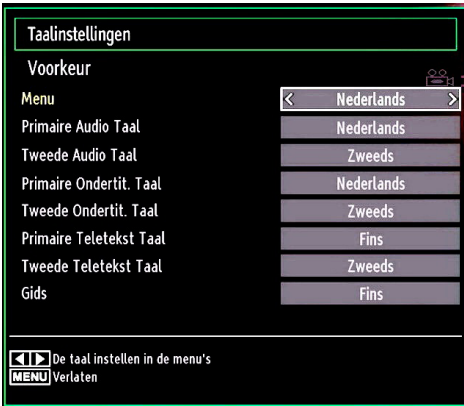 Taalinstellingen
Voorkeur
Menu < Nederlands >
Primaire Audio Taal Nederlands
Tweede Audio Taal Zweeds
Primaire Ondertit. Taal Nederlands
Tweede Ondertit. Taal Zweeds
Primaire Teletekst Taal Fins
Tweede Teletekst Taal Zweeds
Gids Fins
De taal instellen in de menu's
MENU Verlaten